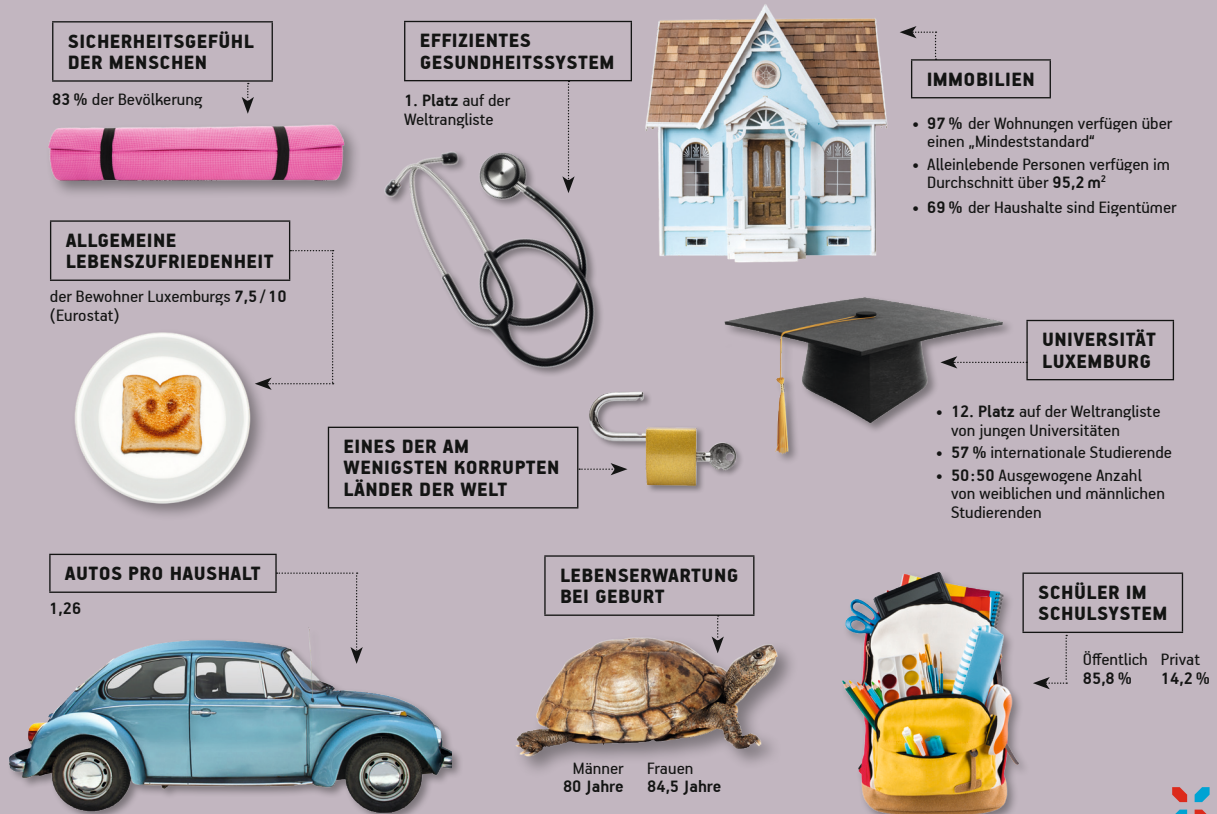 SICHERHEITSGEFÜHL
DER MENSCHEN
83 % der Bevölkerung
EFFIZIENTES
GESUNDHEITSSYSTEM
1. Platz auf der
Weltrangliste
IMMOBILIEN
• 97 % der Wohnungen verfügen über
einen „Mindeststandard“
• Alleinlebende Personen verfügen im
Durchschnitt über 95,2 m²
• 69 % der Haushalte sind Eigentümer
ALLGEMEINE
LEBENSZUFRIEDENHEIT
der Bewohner Luxemburgs 7,5 / 10
(Eurostat)
EINES DER AM
WENIGSTEN KORRUPTEN
LÄNDER DER WELT
UNIVERSITÄT
LUXEMBURG
• 12. Platz auf der Weltrangliste
von jungen Universitäten
• 57 % internationale Studierende
• 50:50 Ausgewogene Anzahl
von weiblichen und männlichen
Studierenden
AUTOS PRO HAUSHALT
1,26
LEBENSERWARTUNG
BEI GEBURT
Männer Frauen
80 Jahre 84,5 Jahre
SCHÜLER IM
SCHULSYSTEM
Öffentlich Privat
85,8 % 14,2 %